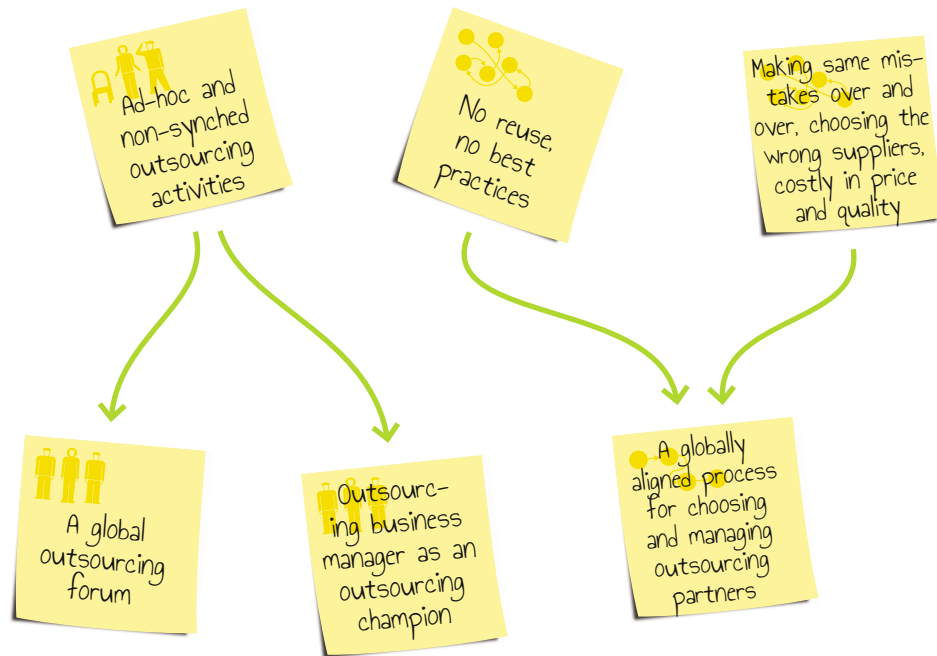 Ad-hoc and
non-synched
outsourcing
activities
No reuse,
no best
practices
Making same mis-
takes over and
over, choosing the
wrong suppliers,
costly in price
and quality
A global
outsourcing
forum
Outsourc-
ing business
manager as an
outsourcing
champion
A globally
aligned process
for choosing
and managing
outsourcing
partners